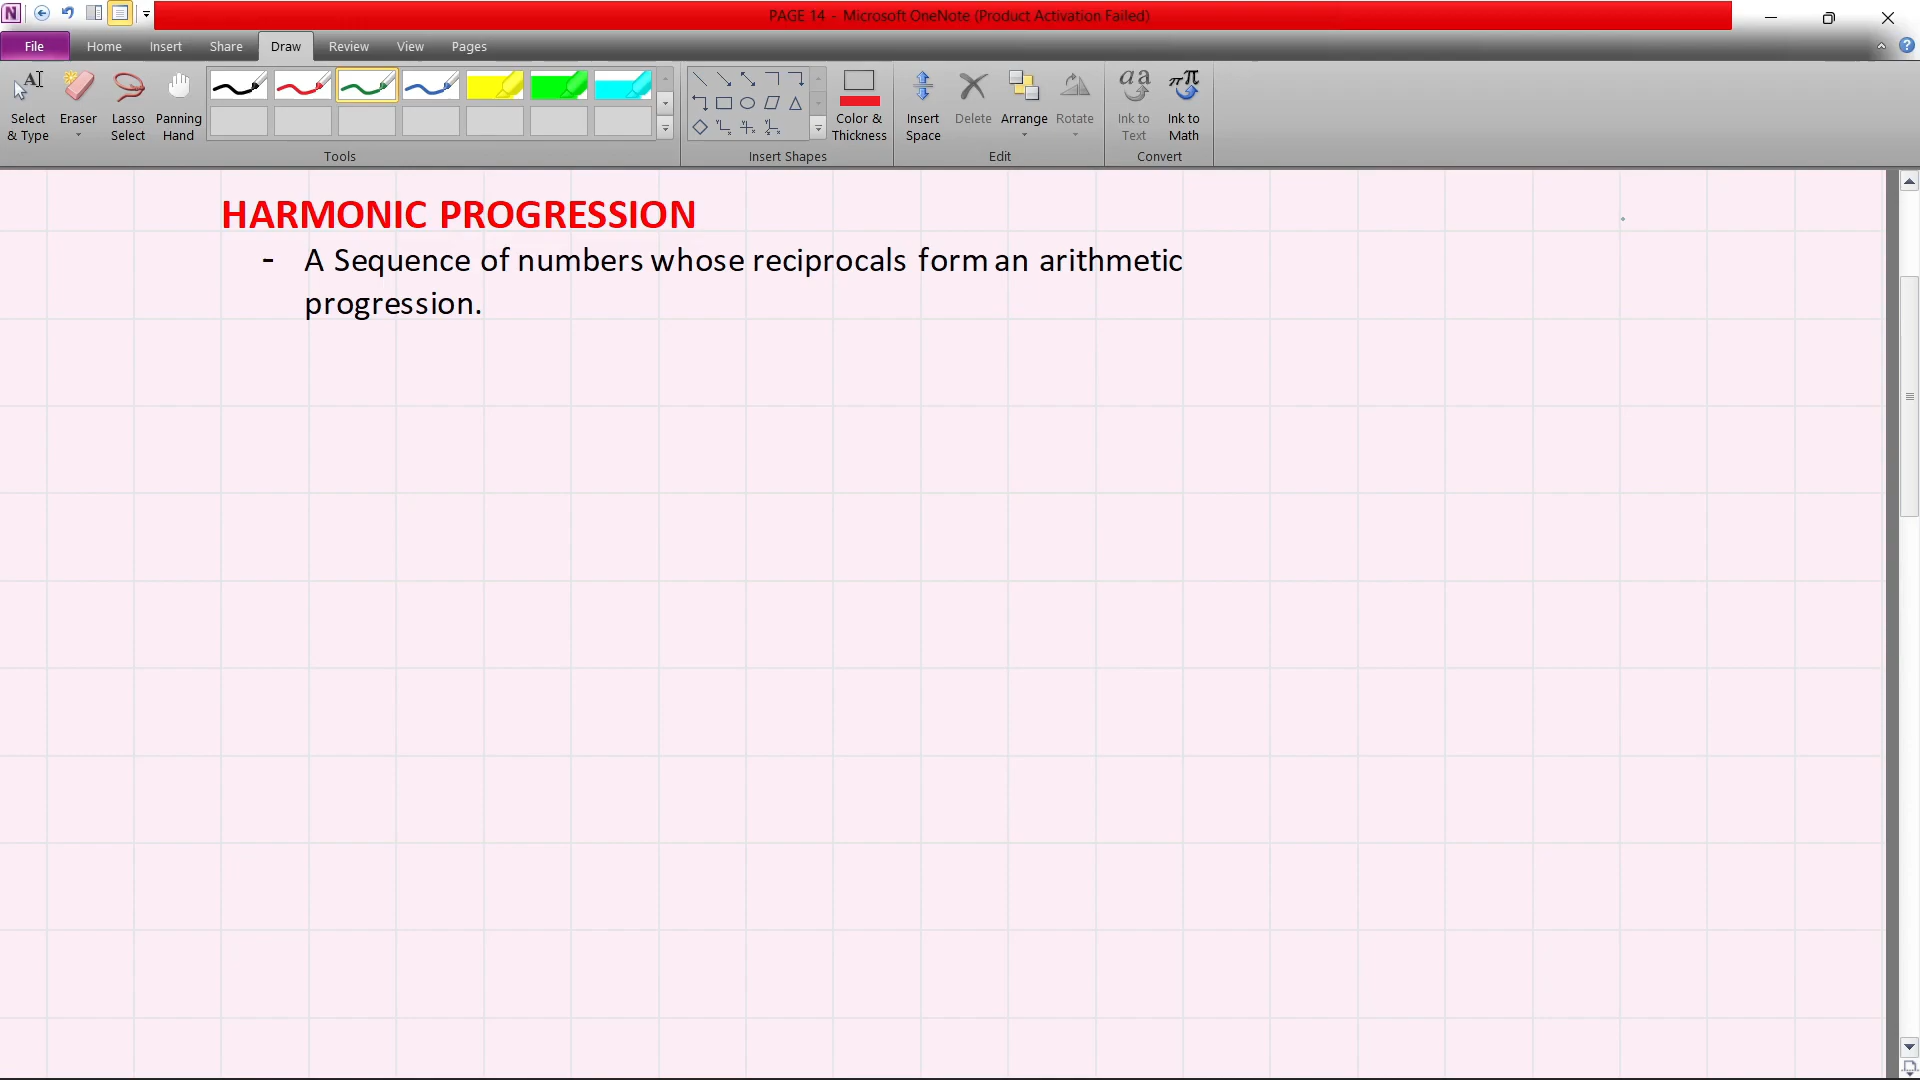 PAGE 14 - Microsoft OneNote (Product Activation Failed)
File Home Insert Share Draw Review View Pages
Select & Type
Eraser
Lasso Select
Panning Hand
Color & Thickness
Insert Space
Delete
Arrange
Rotate
Ink to Text
Ink to Math
Tools
Insert Shapes
Edit
Convert
HARMONIC PROGRESSION
- A Sequence of numbers whose reciprocals form an arithmetic
progression.